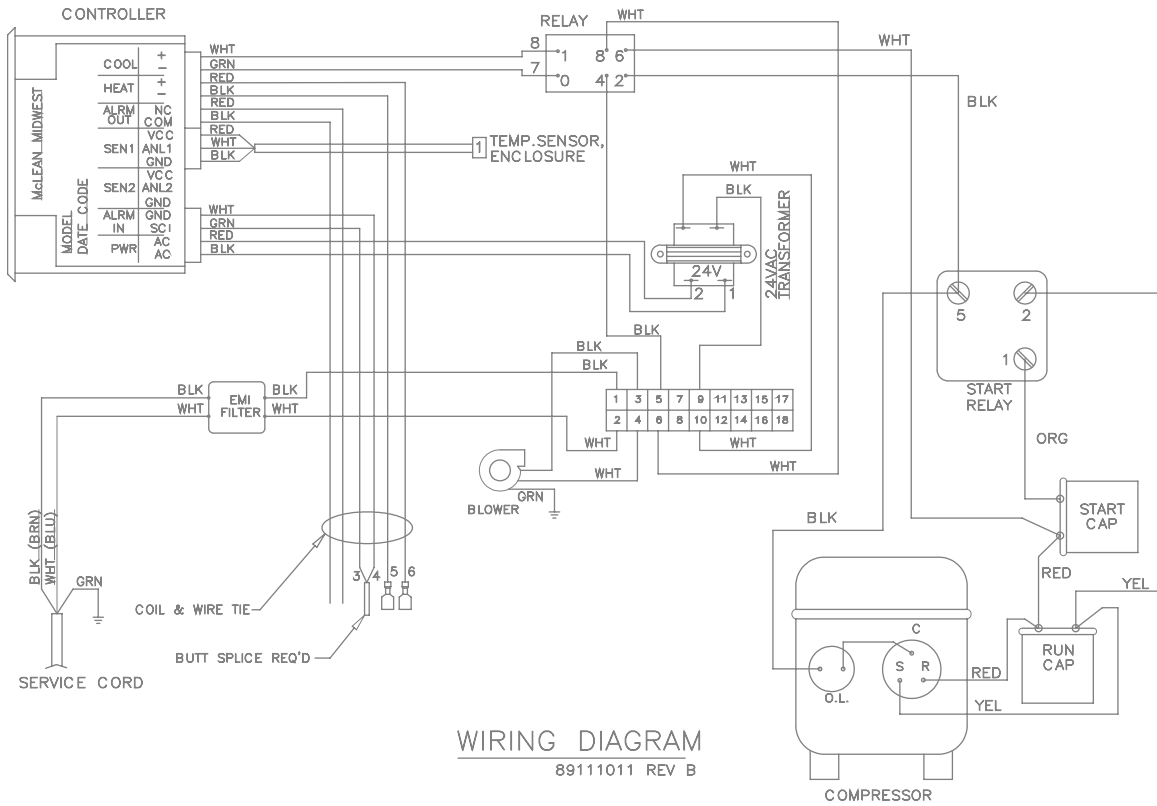 CONTROLLER
McLEAN MIDWEST
MODEL
DATE CODE
COOL + WHT
− GRN
HEAT + RED
− BLK
ALRM OUT NC RED
COM BLK
SEN1 VCC RED
ANL1 WHT
GND BLK
SEN2 VCC
ANL2
GND
ALRM IN GND WHT
SCI GRN
PWR AC RED
AC BLK
1 TEMP.SENSOR,
ENCLOSURE
RELAY
WHT
8 1 8 6
7 0 4 2
WHT
BLK
WHT
BLK
24V
2 1
24VAC
TRANSFORMER
5 2
1
START
RELAY
ORG
BLK
BLK
BLK
1 3 5 7 9 11 13 15 17
2 4 6 8 10 12 14 16 18
WHT
WHT
WHT
WHT
BLK
WHT
EMI
FILTER
BLK
WHT
BLOWER
GRN
BLK (BRN)
WHT (BLU)
GRN
SERVICE CORD
COIL & WIRE TIE
BUTT SPLICE REQ'D
3 4 5 6
BLK
START
CAP
RED
YEL
RUN
CAP
RED
YEL
C
S R
O.L.
COMPRESSOR
WIRING DIAGRAM
89111011 REV B